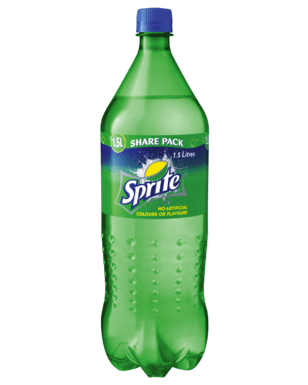 1.5L SHARE PACK
1.5 Litres
Sprite
NO ARTIFICIAL
COLOURS OR FLAVOURS